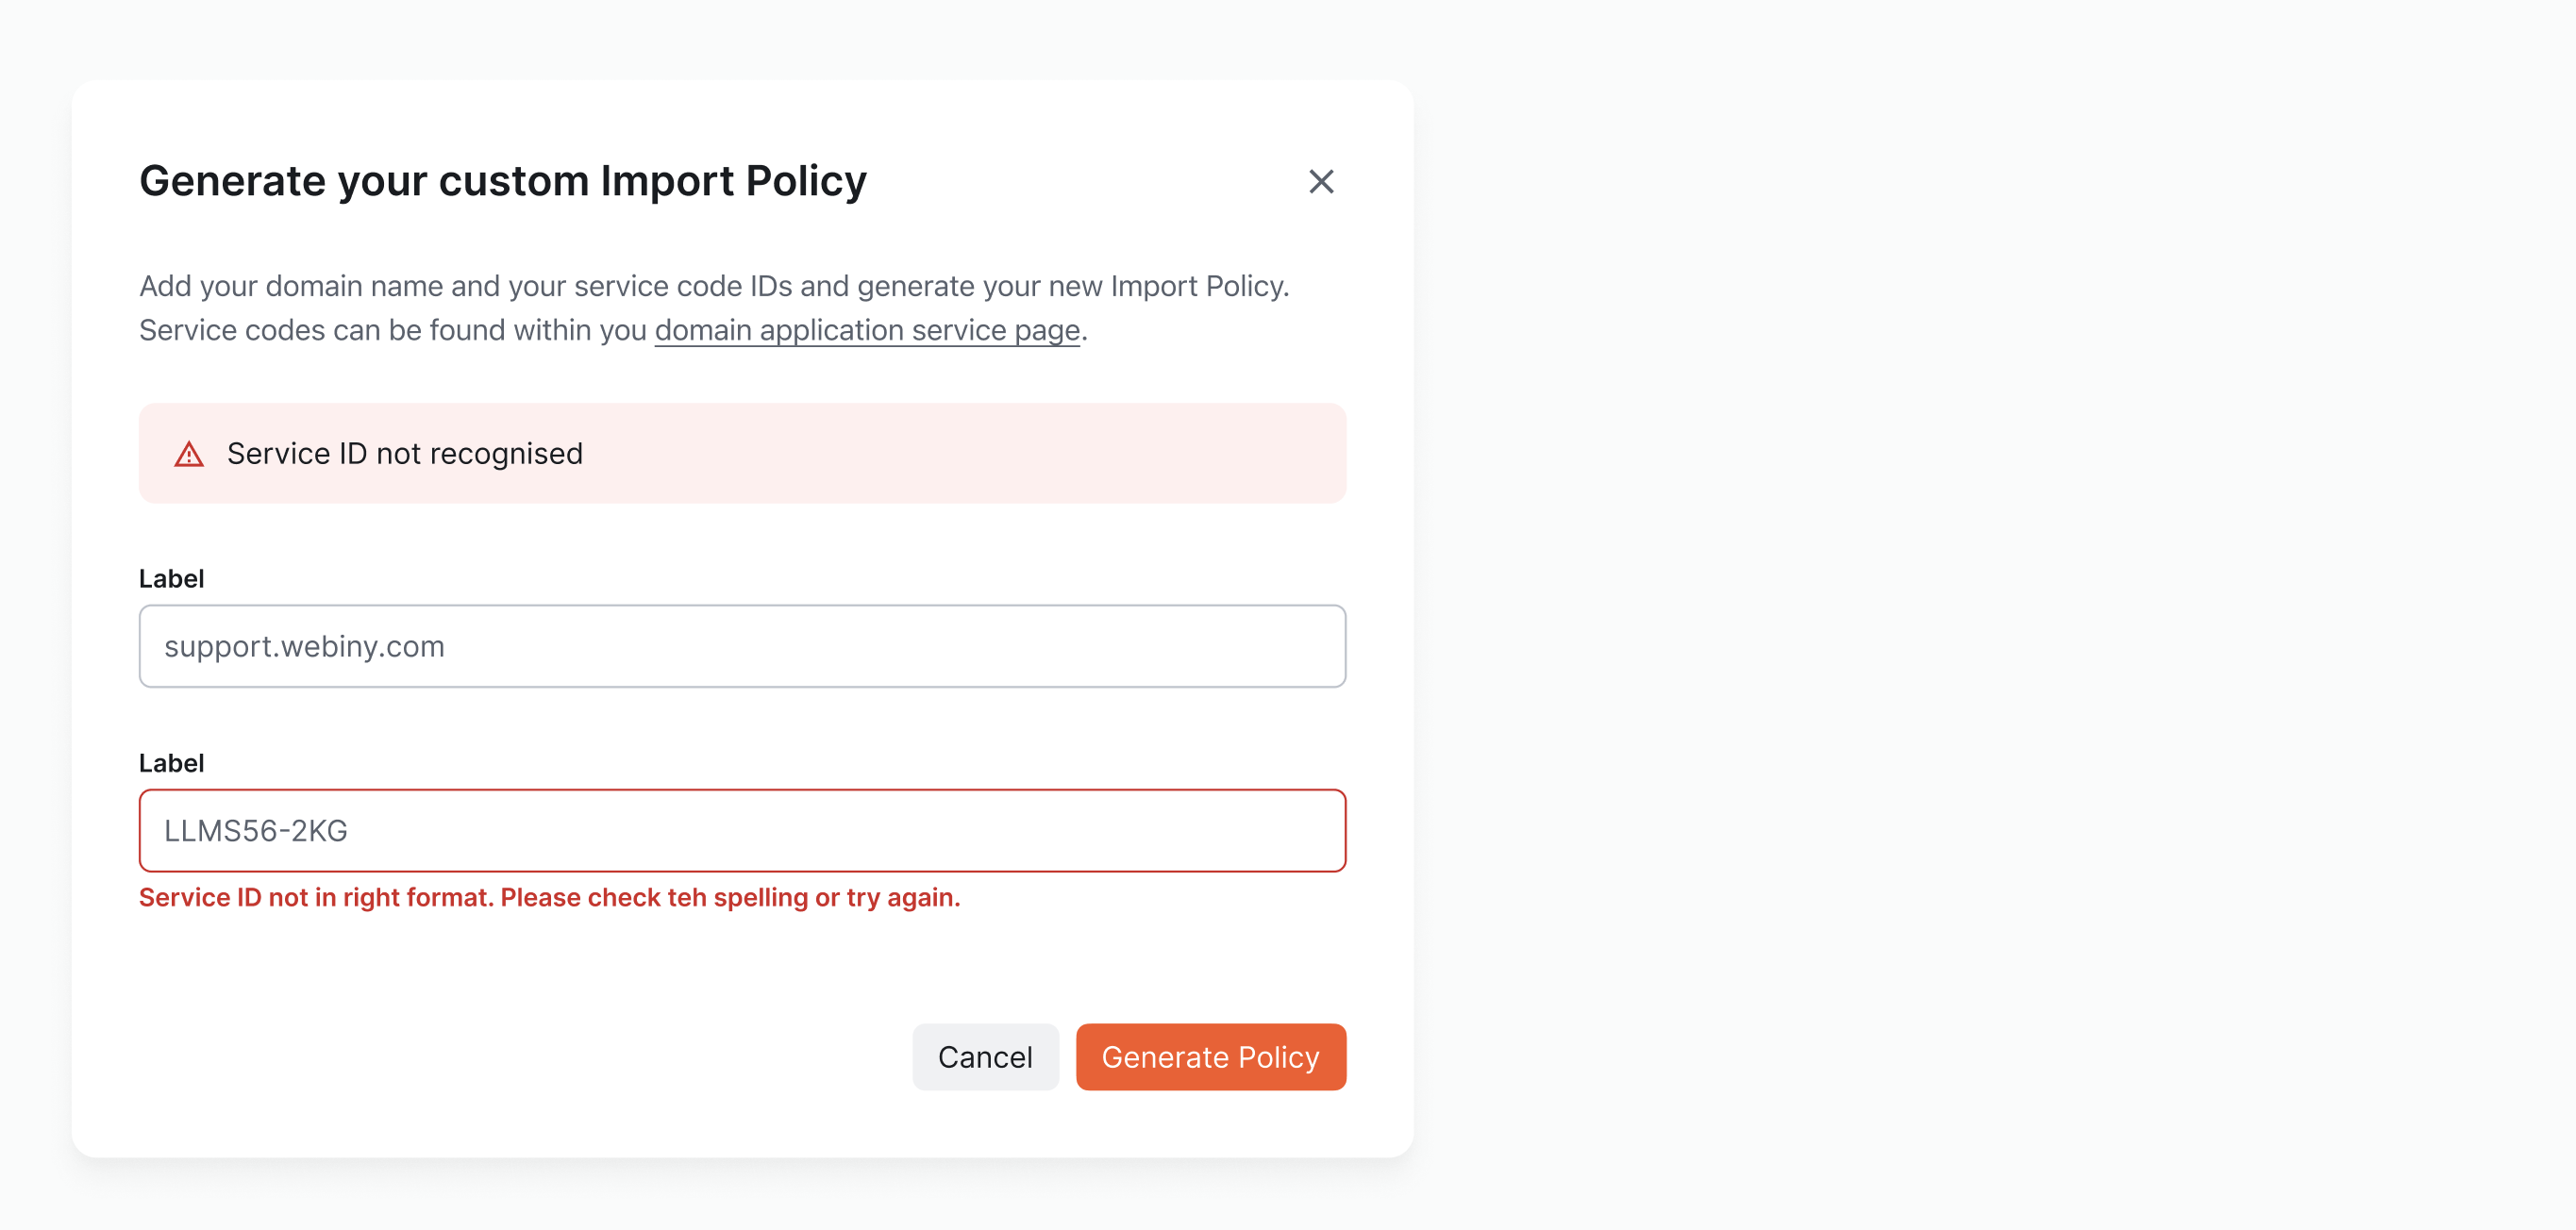 Generate your custom Import Policy
Add your domain name and your service code IDs and generate your new Import Policy.
Service codes can be found within you domain application service page.
Service ID not recognised
Label
support.webiny.com
Label
LLMS56-2KG
Service ID not in right format. Please check teh spelling or try again.
Cancel
Generate Policy